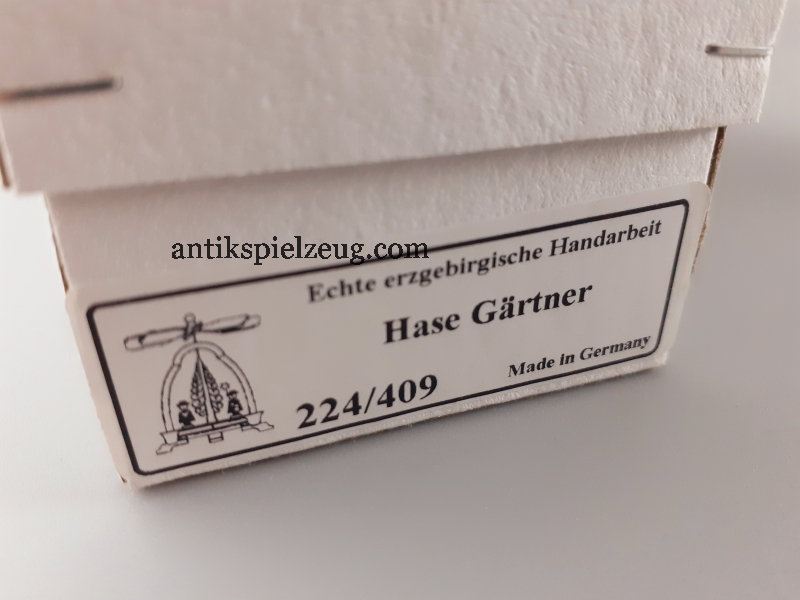 antikspielzeug.com
Echte erzgebirgische Handarbeit
Hase Gärtner
224/409
Made in Germany